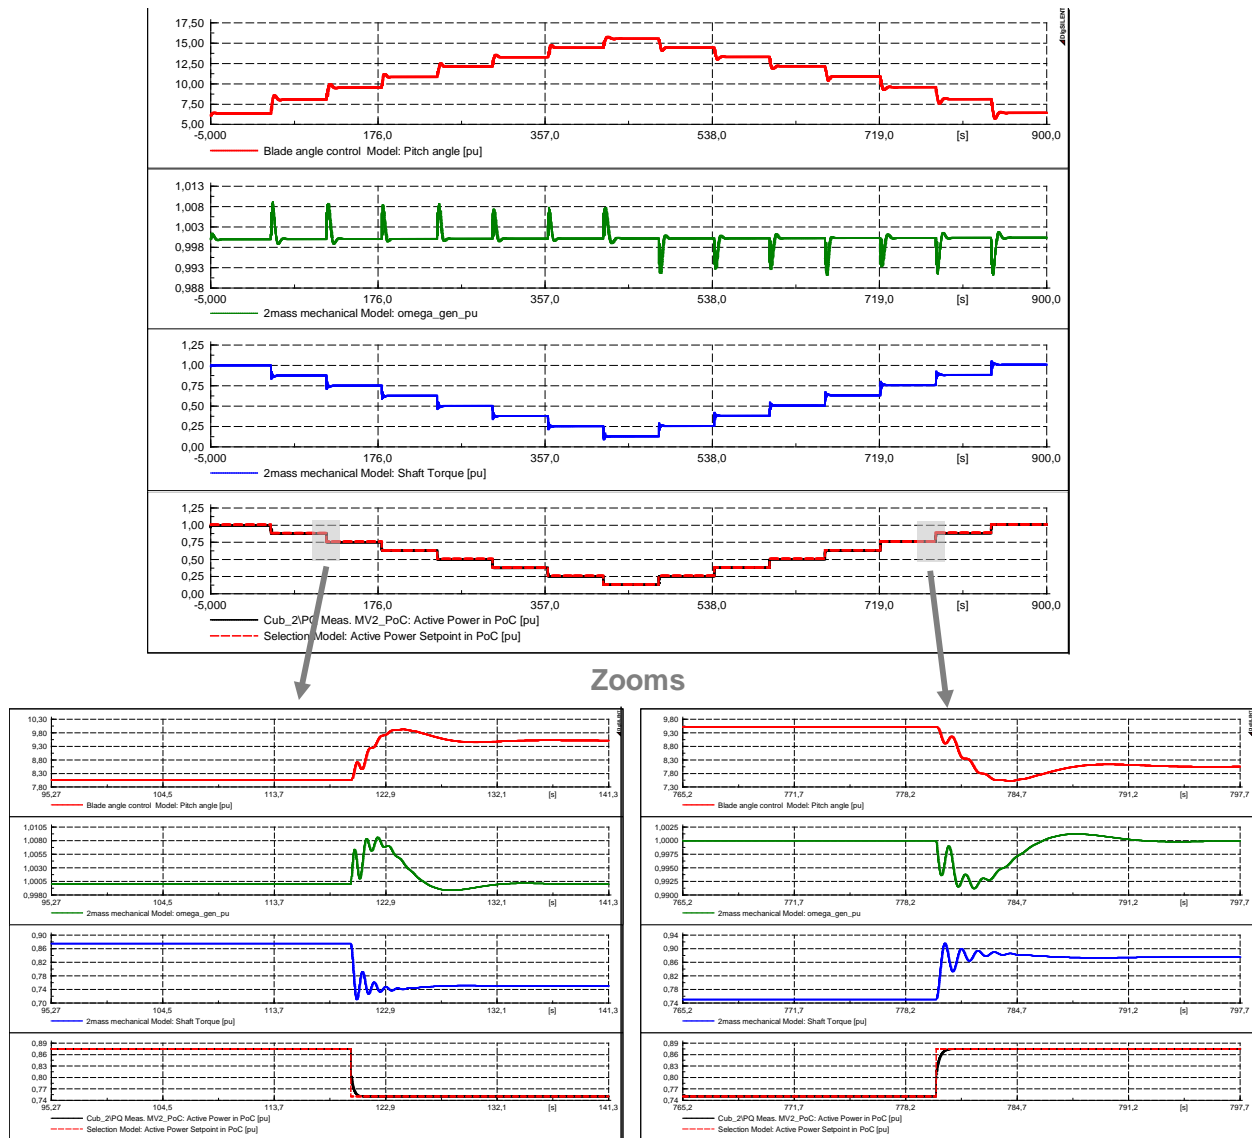 17,50
15,00
12,50
10,00
7,50
5,00
-5,000 176,0 357,0 538,0 719,0 [s] 900,0
Blade angle control Model: Pitch angle [pu]
DIgSILENT
1,013
1,008
1,003
0,998
0,993
0,988
-5,000 176,0 357,0 538,0 719,0 [s] 900,0
2mass mechanical Model: omega_gen_pu
1,25
1,00
0,75
0,50
0,25
0,00
-5,000 176,0 357,0 538,0 719,0 [s] 900,0
2mass mechanical Model: Shaft Torque [pu]
1,25
1,00
0,75
0,50
0,25
0,00
-5,000 176,0 357,0 538,0 719,0 [s] 900,0
Cub_2\PQ Meas. MV2_PoC: Active Power in PoC [pu]
Selection Model: Active Power Setpoint in PoC [pu]
Zooms
10,30
9,80
9,30
8,80
8,30
7,80
95,27 104,5 113,7 122,9 132,1 [s] 141,3
Blade angle control Model: Pitch angle [pu]
1,0105
1,0080
1,0055
1,0030
1,0005
0,9980
95,27 104,5 113,7 122,9 132,1 [s] 141,3
2mass mechanical Model: omega_gen_pu
0,90
0,86
0,82
0,78
0,74
0,70
95,27 104,5 113,7 122,9 132,1 [s] 141,3
2mass mechanical Model: Shaft Torque [pu]
0,89
0,86
0,83
0,80
0,77
0,74
95,27 104,5 113,7 122,9 132,1 [s] 141,3
Cub_2\PQ Meas. MV2_PoC: Active Power in PoC [pu]
Selection Model: Active Power Setpoint in PoC [pu]
9,80
9,30
8,80
8,30
7,80
7,30
765,2 771,7 778,2 784,7 791,2 [s] 797,7
Blade angle control Model: Pitch angle [pu]
1,0025
1,0000
0,9975
0,9950
0,9925
0,9900
765,2 771,7 778,2 784,7 791,2 [s] 797,7
2mass mechanical Model: omega_gen_pu
0,94
0,90
0,86
0,82
0,78
0,74
765,2 771,7 778,2 784,7 791,2 [s] 797,7
2mass mechanical Model: Shaft Torque [pu]
0,89
0,86
0,83
0,80
0,77
0,74
765,2 771,7 778,2 784,7 791,2 [s] 797,7
Cub_2\PQ Meas. MV2_PoC: Active Power in PoC [pu]
Selection Model: Active Power Setpoint in PoC [pu]